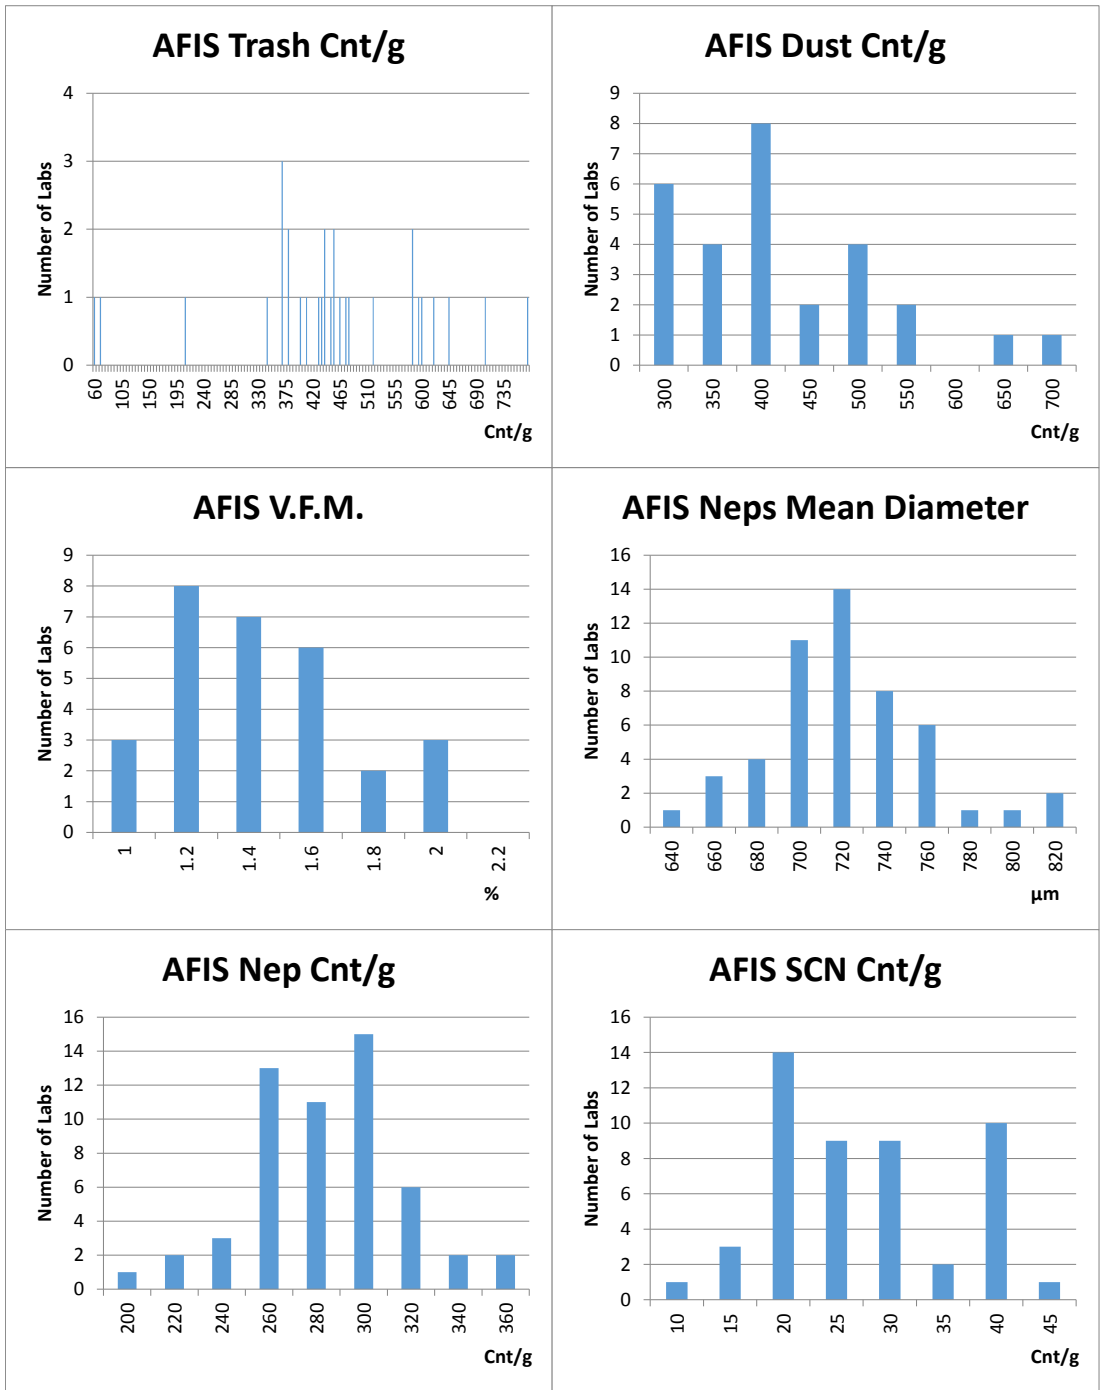 AFIS Trash Cnt/g
4
3
2
1
0
Number of Labs
60 105 150 195 240 285 330 375 420 465 510 555 600 645 690 735
Cnt/g
AFIS Dust Cnt/g
9
8
7
6
5
4
3
2
1
0
Number of Labs
300 350 400 450 500 550 600 650 700
Cnt/g
AFIS V.F.M.
9
8
7
6
5
4
3
2
1
0
Number of Labs
1 1.2 1.4 1.6 1.8 2 2.2
%
AFIS Neps Mean Diameter
16
14
12
10
8
6
4
2
0
Number of Labs
640 660 680 700 720 740 760 780 800 820
µm
AFIS Nep Cnt/g
16
14
12
10
8
6
4
2
0
Number of Labs
200 220 240 260 280 300 320 340 360
Cnt/g
AFIS SCN Cnt/g
16
14
12
10
8
6
4
2
0
Number of Labs
10 15 20 25 30 35 40 45
Cnt/g